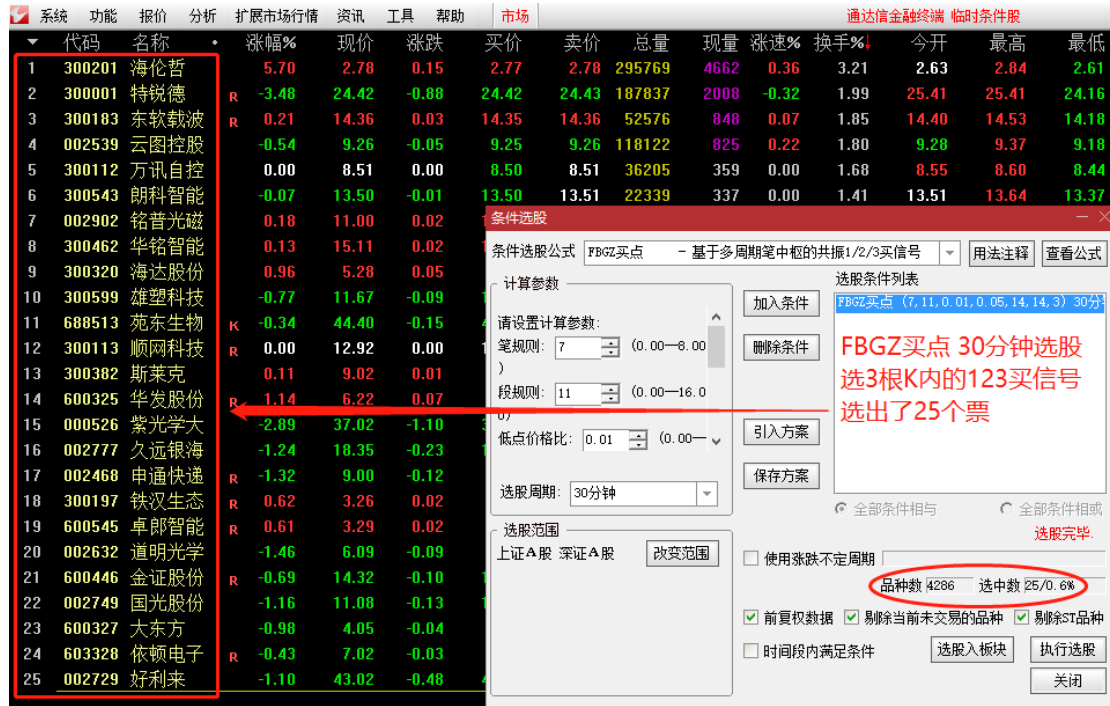 系统 功能 报价 分析 扩展市场行情 资讯 工具 帮助 市场 通达信金融终端 临时条件股
代码 名称 · 涨幅% 现价 涨跌 买价 卖价 总量 现量 涨速% 换手%↓ 今开 最高 最低
1 300201 海伦哲 5.70 2.78 0.15 2.77 2.78 295769 4662 0.36 3.21 2.63 2.84 2.61
2 300001 特锐德 R -3.48 24.42 -0.88 24.42 24.43 187837 2008 -0.32 1.99 25.41 25.41 24.16
3 300183 东软载波 R 0.21 14.36 0.03 14.35 14.36 52576 848 0.07 1.85 14.40 14.53 14.18
4 002539 云图控股 -0.54 9.26 -0.05 9.25 9.26 118122 825 0.22 1.80 9.28 9.37 9.18
5 300112 万讯自控 0.00 8.51 0.00 8.50 8.51 36205 359 0.00 1.68 8.55 8.60 8.44
6 300543 朗科智能 -0.07 13.50 -0.01 13.50 13.51 22339 337 0.00 1.41 13.51 13.64 13.37
7 002902 铭普光磁 0.18 11.00 0.02
8 300462 华铭智能 0.13 15.11 0.02
9 300320 海达股份 0.96 5.28 0.05
10 300599 雄塑科技 -0.77 11.67 -0.09
11 688513 苑东生物 K -0.34 44.40 -0.15
12 300113 顺网科技 R 0.00 12.92 0.00
13 300382 斯莱克 0.11 9.02 0.01
14 600325 华发股份 R 1.14 6.22 0.07
15 000526 紫光学大 -2.89 37.02 -1.10
16 002777 久远银海 -1.24 18.35 -0.23
17 002468 申通快递 R -1.32 9.00 -0.12
18 300197 铁汉生态 R 0.62 3.26 0.02
19 600545 卓郎智能 R 0.61 3.29 0.02
20 002632 道明光学 -1.46 6.09 -0.09
21 600446 金证股份 R -0.69 14.32 -0.10
22 002749 国光股份 -1.16 11.08 -0.13
23 600327 大东方 -0.98 4.05 -0.04
24 603328 依顿电子 R -0.43 7.02 -0.03
25 002729 好利来 -1.10 43.02 -0.48
条件选股
条件选股公式 FBGZ买点 - 基于多周期笔中枢的共振1/2/3买信号 用法注释 查看公式
计算参数
请设置计算参数:
笔规则: 7 (0.00—8.00
)
段规则: 11 (0.00—16.0
0)
低点价格比: 0.01 (0.00—
选股周期: 30分钟
选股范围
上证A股 深证A股 改变范围
加入条件
删除条件
引入方案
保存方案
选股条件列表
FBGZ买点 (7,11,0.01,0.05,14,14,3) 30分
FBGZ买点 30分钟选股
选3根K内的123买信号
选出了25个票
全部条件相与 全部条件相或
选股完毕.
使用涨跌不定周期
品种数 4286 选中数 25/0.6%
前复权数据 剔除当前未交易的品种 剔除ST品种
时间段内满足条件 选股入板块 执行选股
关闭